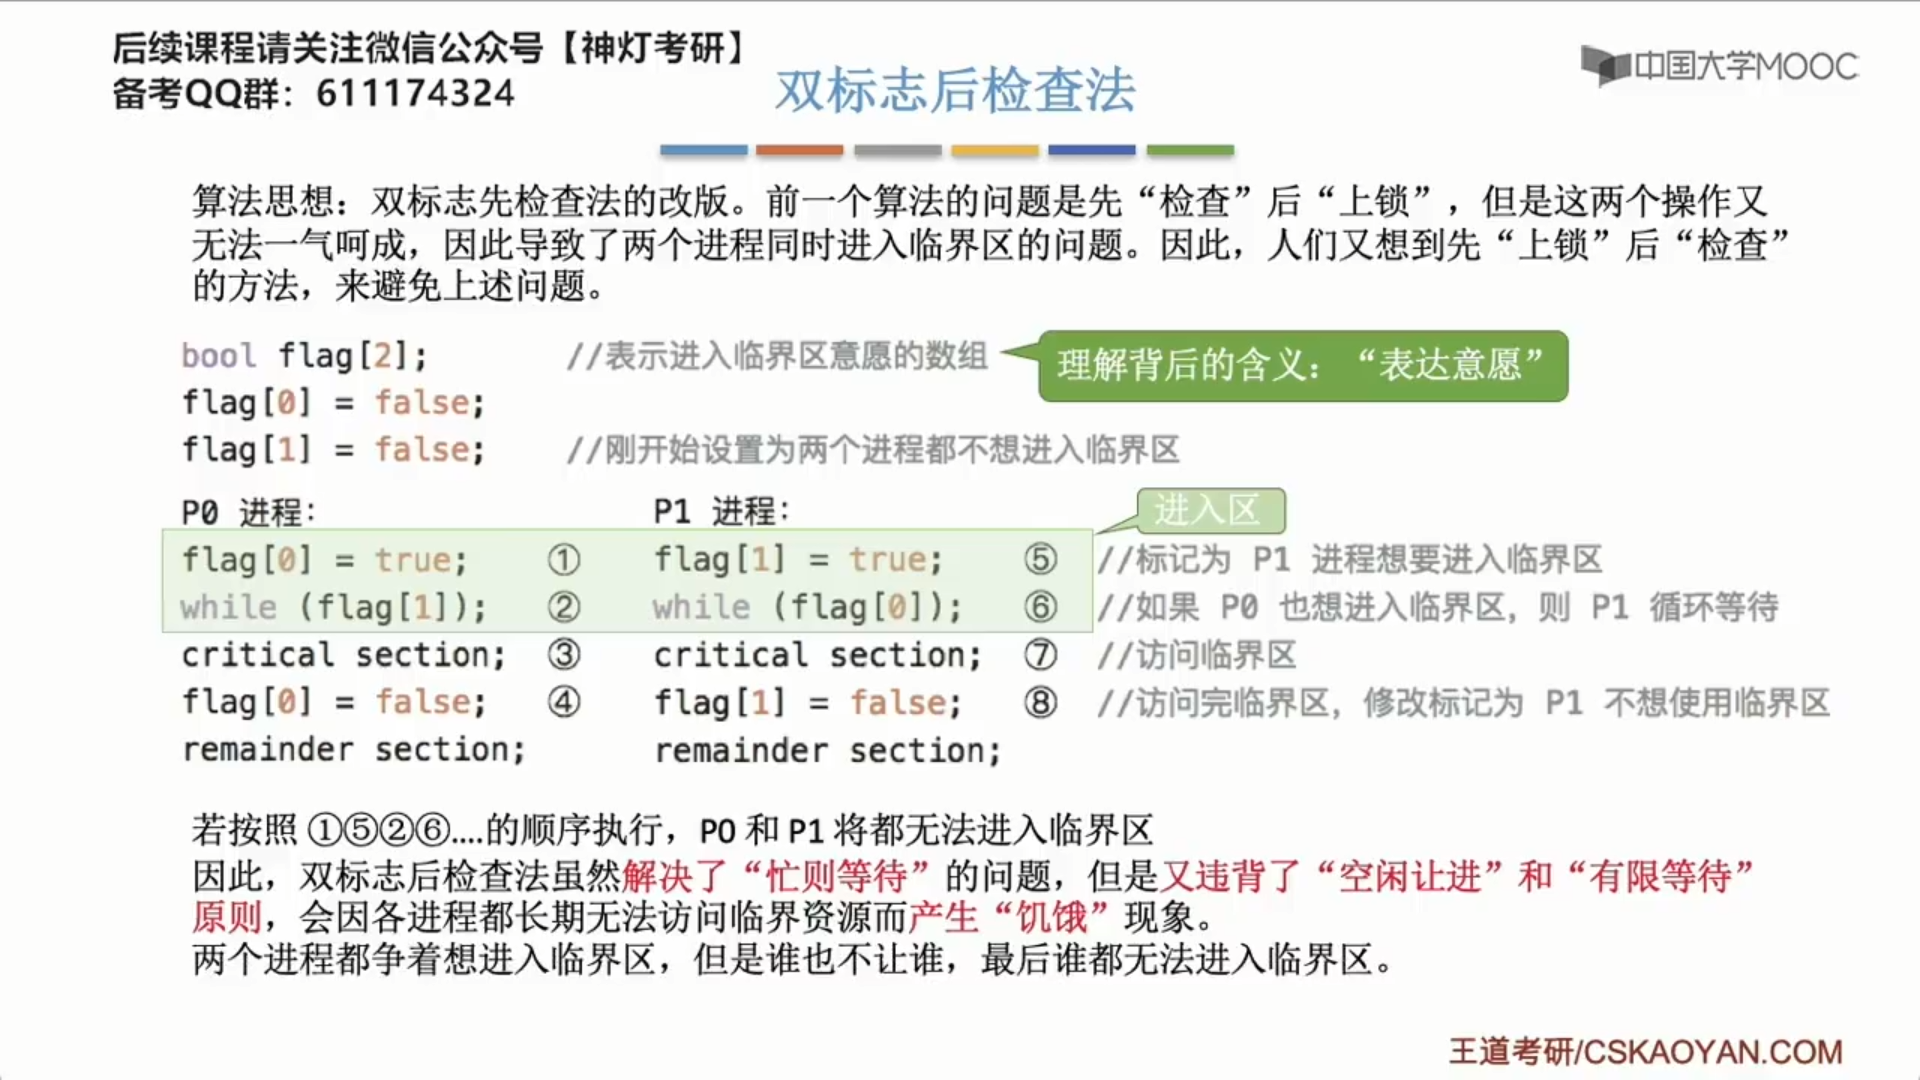 后续课程请关注微信公众号【神灯考研】
备考QQ群：611174324
中国大学MOOC
双标志后检查法
算法思想：双标志先检查法的改版。前一个算法的问题是先“检查”后“上锁”，但是这两个操作又
无法一气呵成，因此导致了两个进程同时进入临界区的问题。因此，人们又想到先“上锁”后“检查”
的方法，来避免上述问题。
bool flag[2]; //表示进入临界区意愿的数组
理解背后的含义：“表达意愿”
flag[0] = false;
flag[1] = false; //刚开始设置为两个进程都不想进入临界区
P0 进程： P1 进程：
进入区
flag[0] = true; ① flag[1] = true; ⑤ //标记为 P1 进程想要进入临界区
while (flag[1]); ② while (flag[0]); ⑥ //如果 P0 也想进入临界区，则 P1 循环等待
critical section; ③ critical section; ⑦ //访问临界区
flag[0] = false; ④ flag[1] = false; ⑧ //访问完临界区，修改标记为 P1 不想使用临界区
remainder section; remainder section;
若按照 ①⑤②⑥....的顺序执行，P0 和 P1 将都无法进入临界区
因此，双标志后检查法虽然解决了“忙则等待”的问题，但是又违背了“空闲让进”和“有限等待”
原则，会因各进程都长期无法访问临界资源而产生“饥饿”现象。
两个进程都争着想进入临界区，但是谁也不让谁，最后谁都无法进入临界区。
王道考研/CSKAOYAN.COM